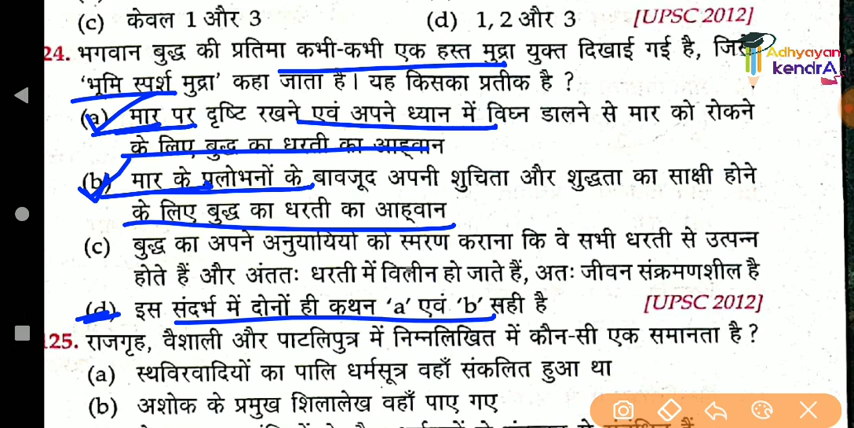 (c) केवल 1 और 3 (d) 1, 2 और 3 [UPSC 2012]
24. भगवान बुद्ध की प्रतिमा कभी-कभी एक हस्त मुद्रा युक्त दिखाई गई है,
Adhyayan
kendrA
'भूमि स्पर्श मुद्रा' कहा जाता है। यह किसका प्रतीक है ?
(a) मार पर दृष्टि रखने एवं अपने ध्यान में विघ्न डालने से मार को रोकने
के लिए बुद्ध का धरती का आह्वान
(b) मार के प्रलोभनों के बावजूद अपनी शुचिता और शुद्धता का साक्षी होने
के लिए बुद्ध का धरती का आह्वान
(c) बुद्ध का अपने अनुयायियों को स्मरण कराना कि वे सभी धरती से उत्पन्न
होते हैं और अंततः धरती में विलीन हो जाते हैं, अतः जीवन संक्रमणशील है
(d) इस संदर्भ में दोनों ही कथन 'a' एवं 'b' सही है [UPSC 2012]
25. राजगृह, वैशाली और पाटलिपुत्र में निम्नलिखित में कौन-सी एक समानता है ?
(a) स्थविरवादियों का पालि धर्मसूत्र वहाँ संकलित हुआ था
(b) अशोक के प्रमुख शिलालेख वहाँ पाए गए